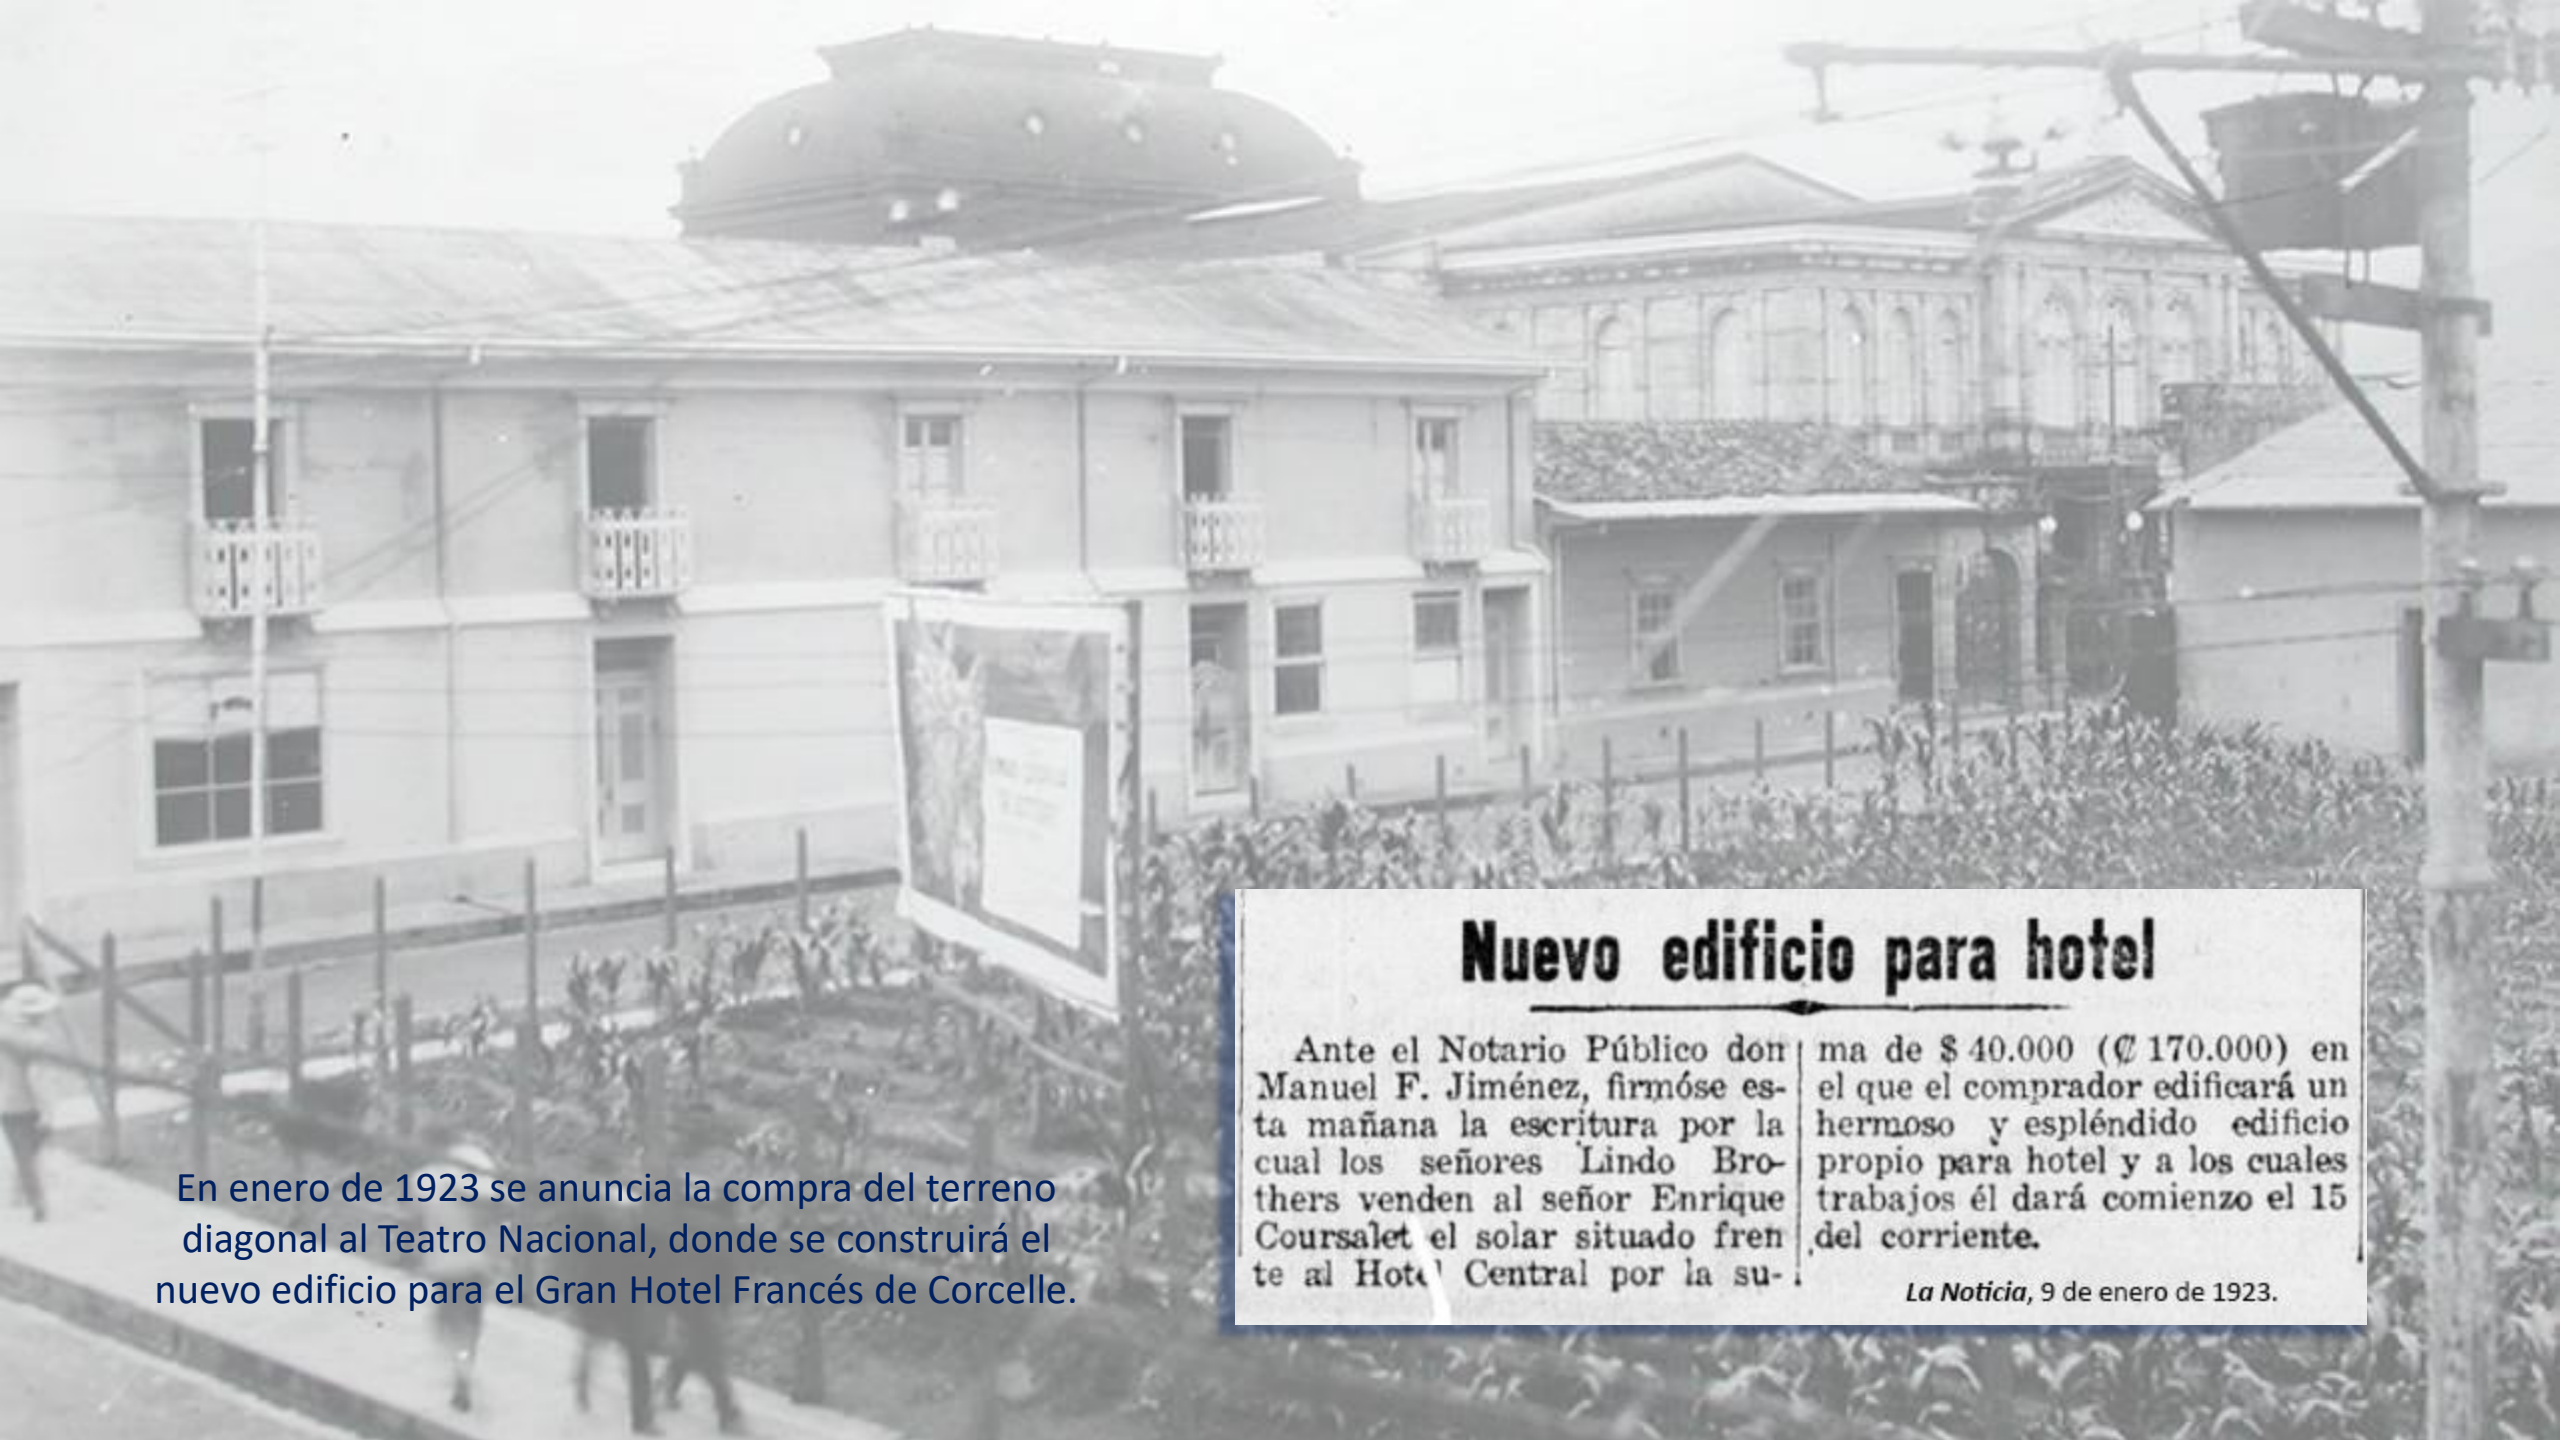 En enero de 1923 se anuncia la compra del terreno
diagonal al Teatro Nacional, donde se construirá el
nuevo edificio para el Gran Hotel Francés de Corcelle.
Nuevo edificio para hotel
Ante el Notario Público don
Manuel F. Jiménez, firmóse es-
ta mañana la escritura por la
cual los señores Lindo Bro-
thers venden al señor Enrique
Coursalet el solar situado fren
te al Hotel Central por la su-
ma de $ 40.000 (₡ 170.000) en
el que el comprador edificará un
hermoso y espléndido edificio
propio para hotel y a los cuales
trabajos él dará comienzo el 15
del corriente.
La Noticia, 9 de enero de 1923.